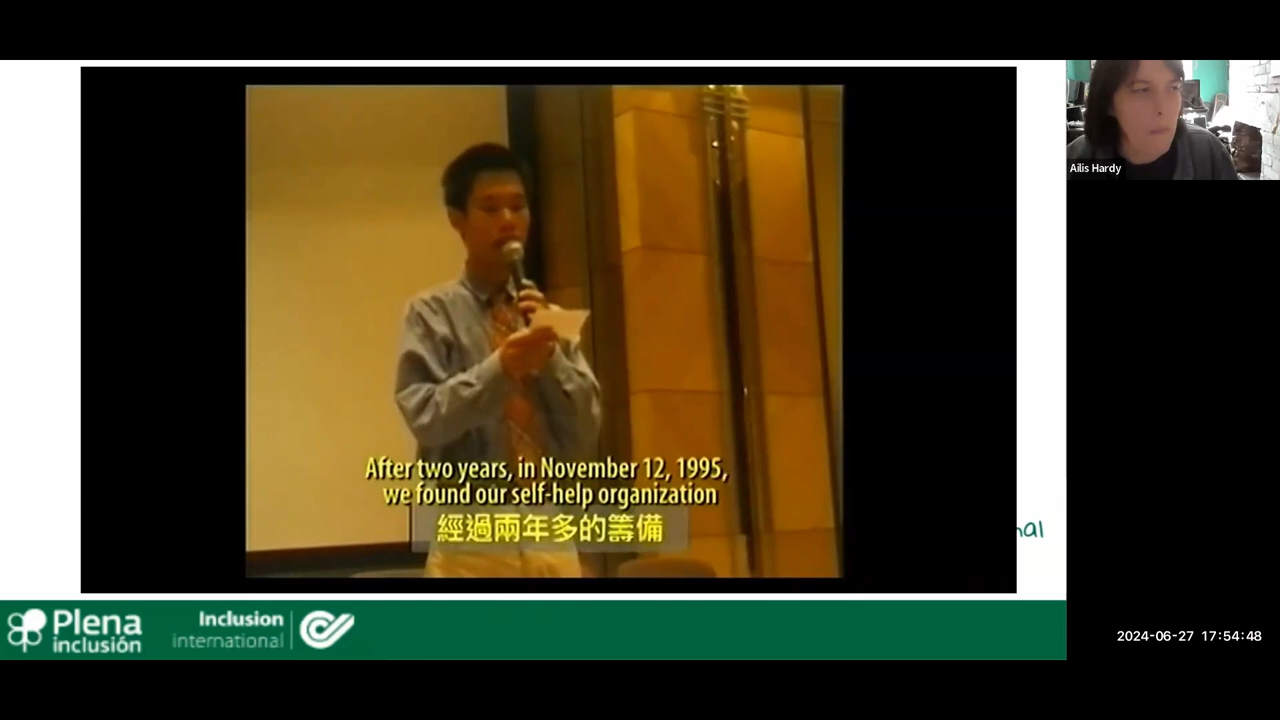 Ailis Hardy
After two years, in November 12, 1995,
we found our self-help organization
經過兩年多的籌備
nal
Plena
inclusión
Inclusion
international
2024-06-27 17:54:48